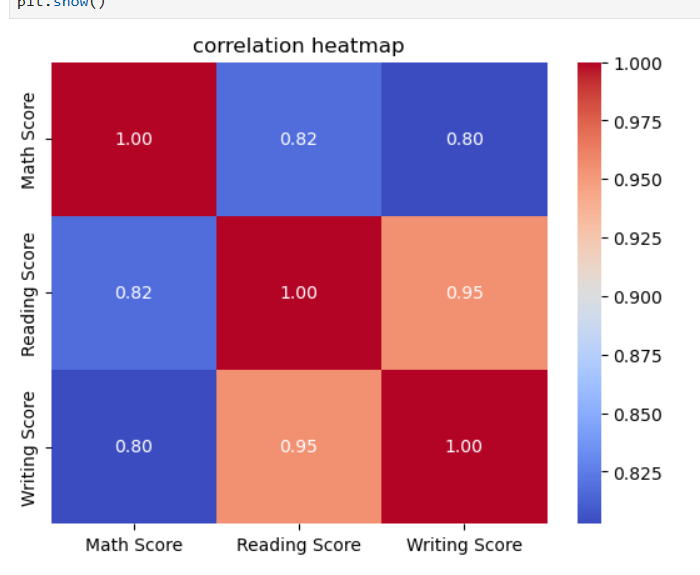 plt.show()
correlation heatmap
Math Score
1.00
0.82
0.80
Reading Score
0.82
1.00
0.95
Writing Score
0.80
0.95
1.00
Math Score
Reading Score
Writing Score
1.000
0.975
0.950
0.925
0.900
0.875
0.850
0.825